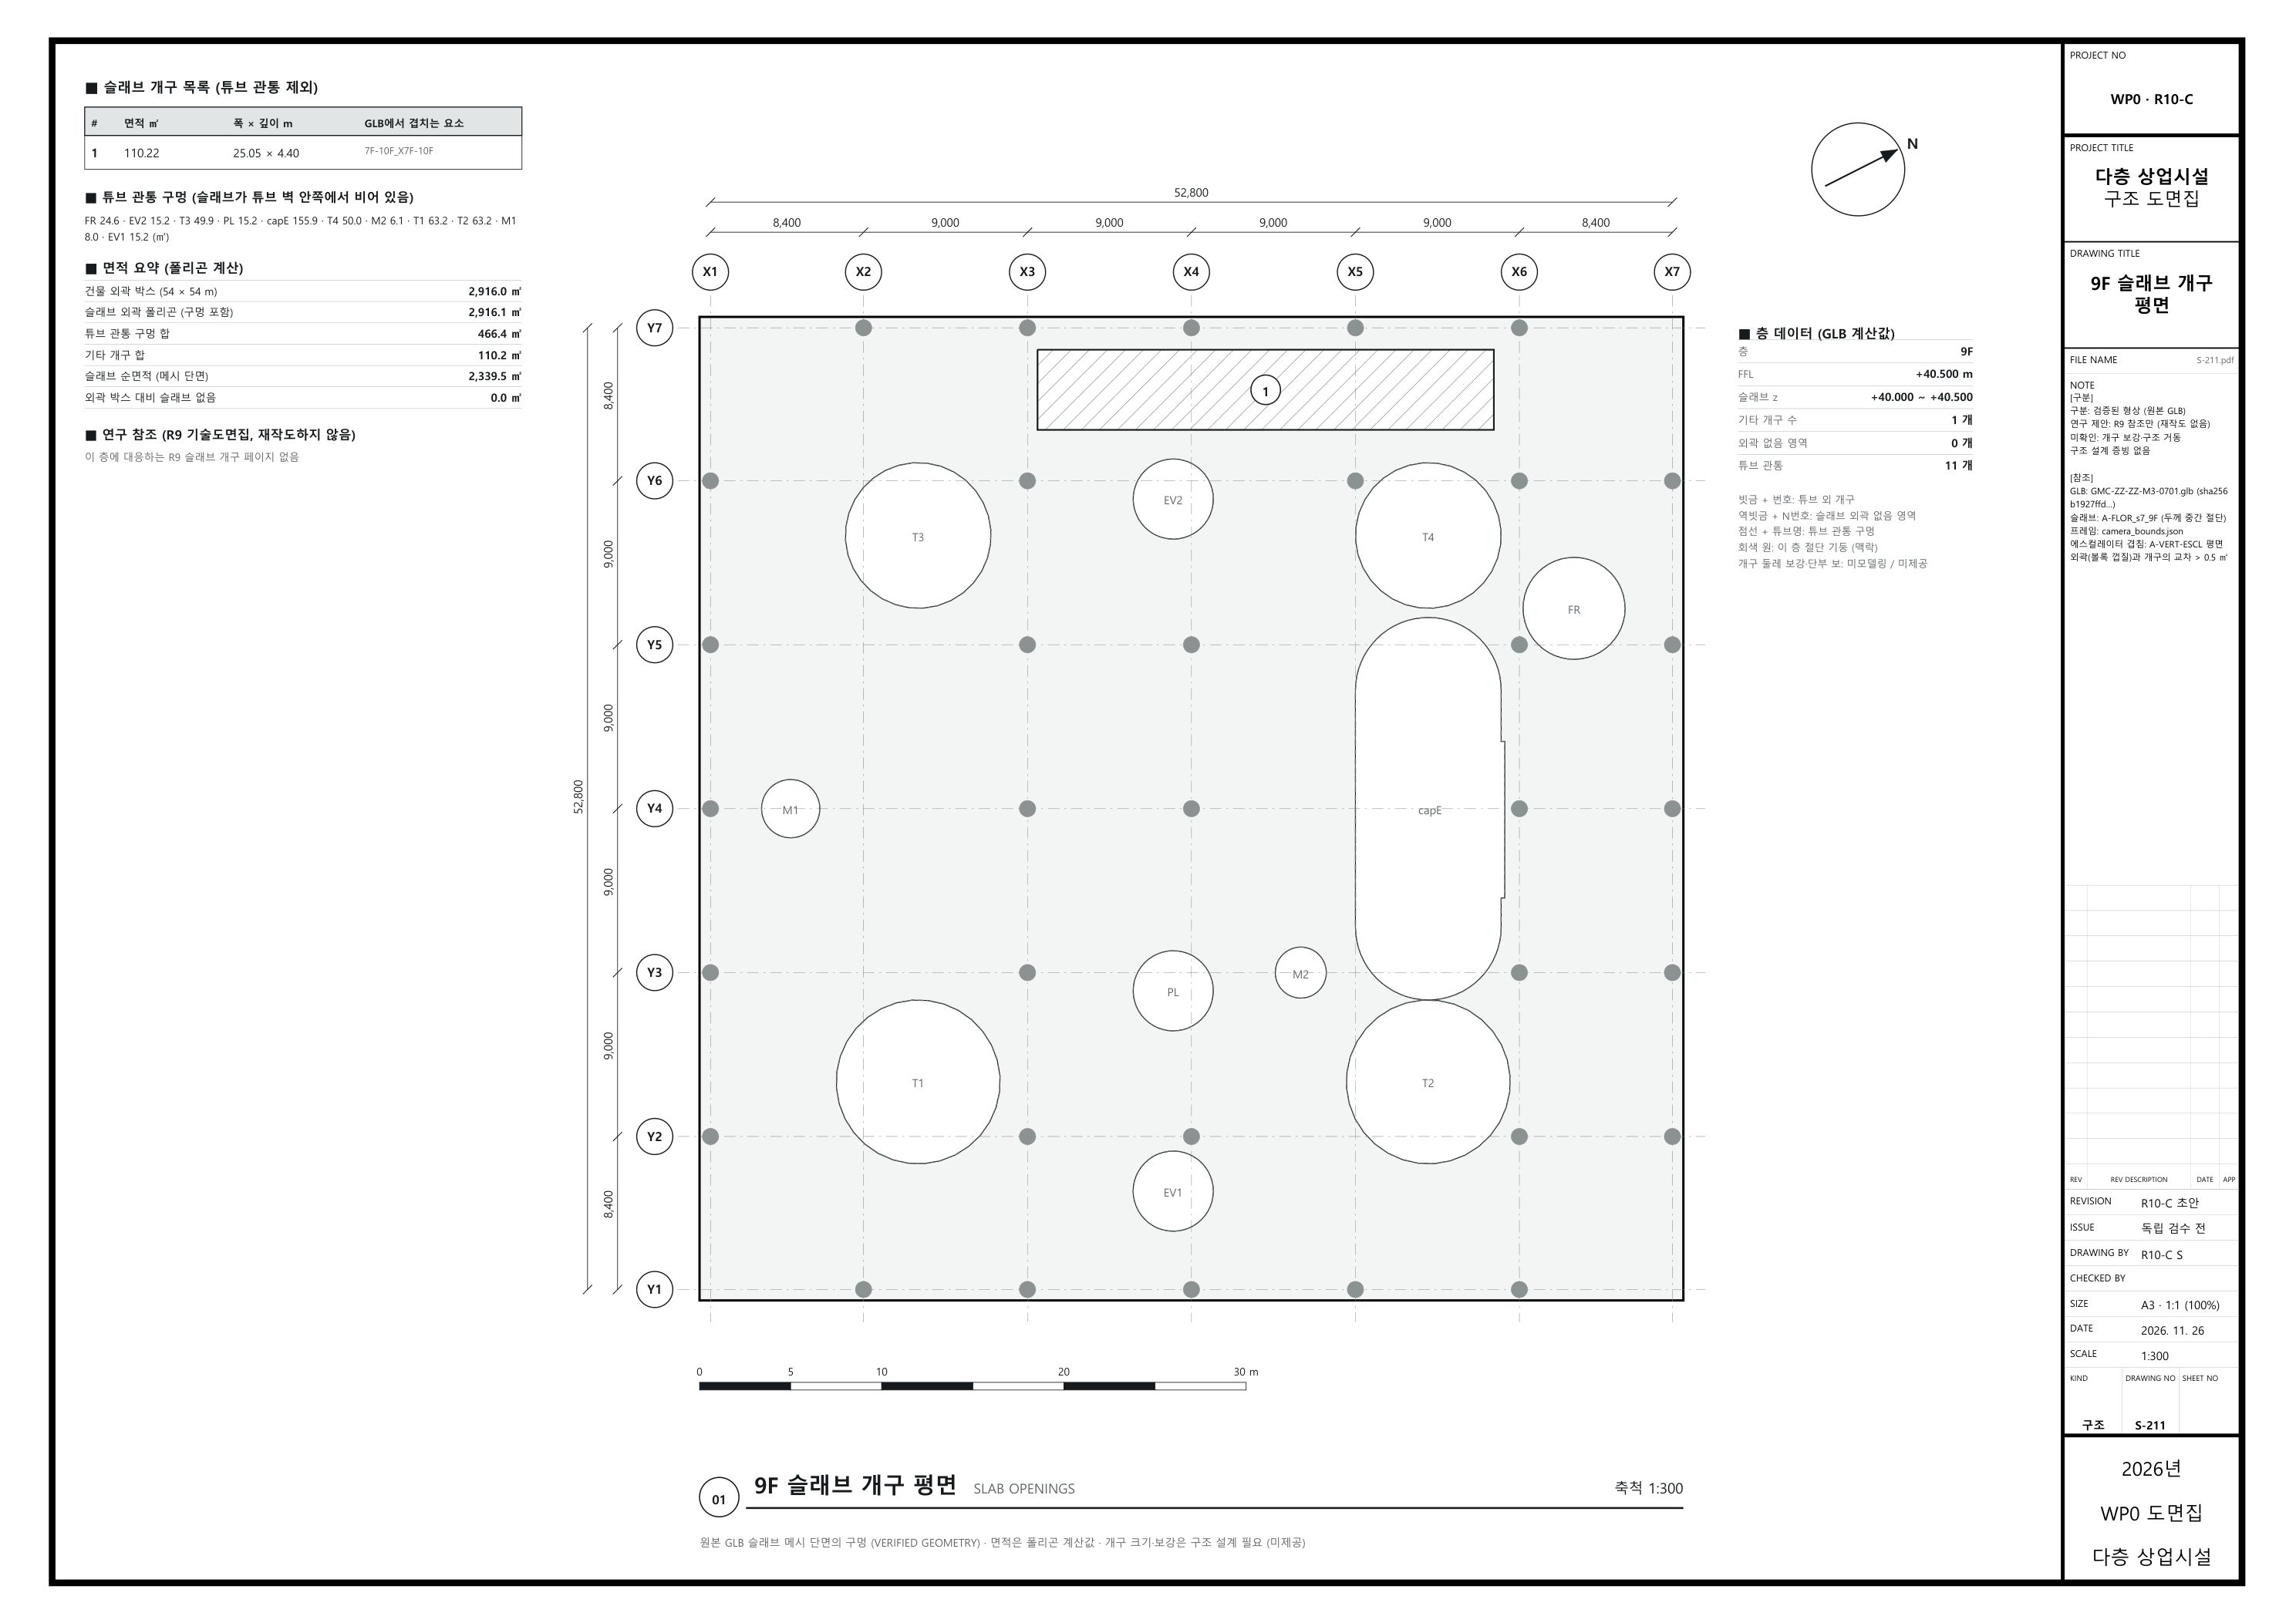 ■ 슬래브 개구 목록 (튜브 관통 제외)
# 면적 ㎡ 폭 × 깊이 m GLB에서 겹치는 요소
1 110.22 25.05 × 4.40 7F-10F_X7F-10F
■ 튜브 관통 구멍 (슬래브가 튜브 벽 안쪽에서 비어 있음)
FR 24.6 · EV2 15.2 · T3 49.9 · PL 15.2 · capE 155.9 · T4 50.0 · M2 6.1 · T1 63.2 · T2 63.2 · M1
8.0 · EV1 15.2 (㎡)
■ 면적 요약 (폴리곤 계산)
건물 외곽 박스 (54 × 54 m) 2,916.0 ㎡
슬래브 외곽 폴리곤 (구멍 포함) 2,916.1 ㎡
튜브 관통 구멍 합 466.4 ㎡
기타 개구 합 110.2 ㎡
슬래브 순면적 (메시 단면) 2,339.5 ㎡
외곽 박스 대비 슬래브 없음 0.0 ㎡
■ 연구 참조 (R9 기술도면집, 재작도하지 않음)
이 층에 대응하는 R9 슬래브 개구 페이지 없음
52,800
8,400 9,000 9,000 9,000 9,000 8,400
X1 X2 X3 X4 X5 X6 X7
Y7
8,400
1
Y6
EV2
T3
T4
9,000
FR
Y5
9,000
52,800
Y4
M1
capE
9,000
Y3
M2
PL
9,000
T1
T2
Y2
EV1
8,400
Y1
0 5 10 20 30 m
01
9F 슬래브 개구 평면 SLAB OPENINGS 축척 1:300
원본 GLB 슬래브 메시 단면의 구멍 (VERIFIED GEOMETRY) · 면적은 폴리곤 계산값 · 개구 크기·보강은 구조 설계 필요 (미제공)
N
■ 층 데이터 (GLB 계산값)
층 9F
FFL +40.500 m
슬래브 z +40.000 ~ +40.500
기타 개구 수 1 개
외곽 없음 영역 0 개
튜브 관통 11 개
빗금 + 번호: 튜브 외 개구
역빗금 + N번호: 슬래브 외곽 없음 영역
점선 + 튜브명: 튜브 관통 구멍
회색 원: 이 층 절단 기둥 (맥락)
개구 둘레 보강·단부 보: 미모델링 / 미제공
PROJECT NO
WP0 · R10-C
PROJECT TITLE
다층 상업시설
구조 도면집
DRAWING TITLE
9F 슬래브 개구
평면
FILE NAME S-211.pdf
NOTE
[구분]
구분: 검증된 형상 (원본 GLB)
연구 제안: R9 참조만 (재작도 없음)
미확인: 개구 보강·구조 거동
구조 설계 증빙 없음
[참조]
GLB: GMC-ZZ-ZZ-M3-0701.glb (sha256
b1927ffd…)
슬래브: A-FLOR_s7_9F (두께 중간 절단)
프레임: camera_bounds.json
에스컬레이터 겹침: A-VERT-ESCL 평면
외곽(볼록 껍질)과 개구의 교차 > 0.5 ㎡
REV REV DESCRIPTION DATE APP
REVISION R10-C 초안
ISSUE 독립 검수 전
DRAWING BY R10-C S
CHECKED BY
SIZE A3 · 1:1 (100%)
DATE 2026. 11. 26
SCALE 1:300
KIND DRAWING NO SHEET NO
구조 S-211
2026년
WP0 도면집
다층 상업시설